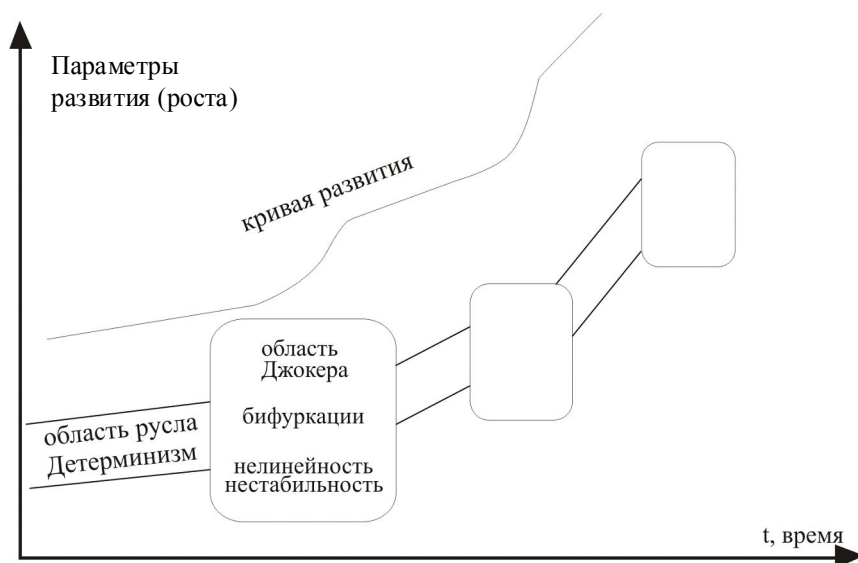 Параметры
развития (роста)
кривая развития
область
Джокера
бифуркации
область русла
Детерминизм
нелинейность
нестабильность
t, время